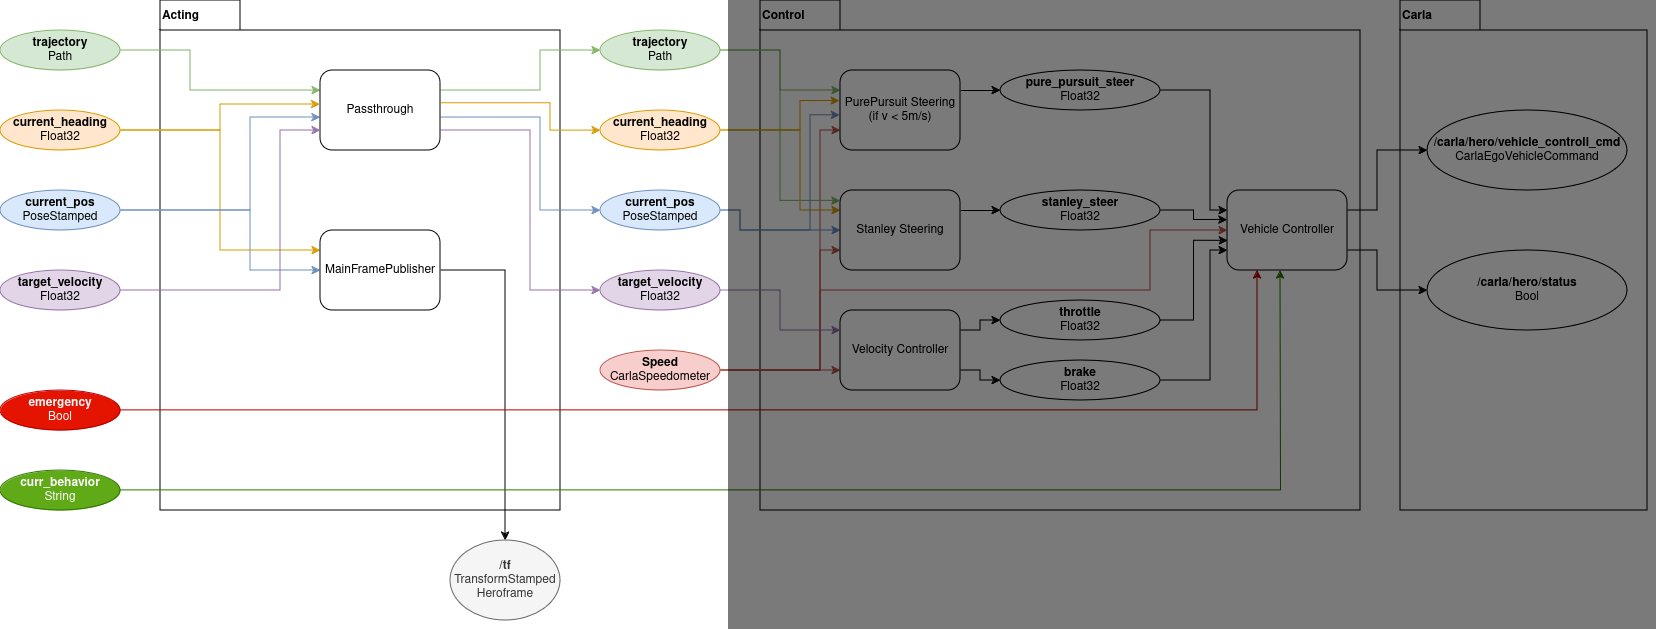 Acting
trajectory
Path
current_heading
Float32
current_pos
PoseStamped
target_velocity
Float32
emergency
Bool
curr_behavior
String
Passthrough
MainFramePublisher
/tf
TransformStamped
Heroframe
trajectory
Path
current_heading
Float32
current_pos
PoseStamped
target_velocity
Float32
Speed
CarlaSpeedometer
Control
PurePursuit Steering
(if v < 5m/s)
Stanley Steering
Velocity Controller
pure_pursuit_steer
Float32
stanley_steer
Float32
throttle
Float32
brake
Float32
Vehicle Controller
Carla
/carla/hero/vehicle_controll_cmd
CarlaEgoVehicleCommand
/carla/hero/status
Bool